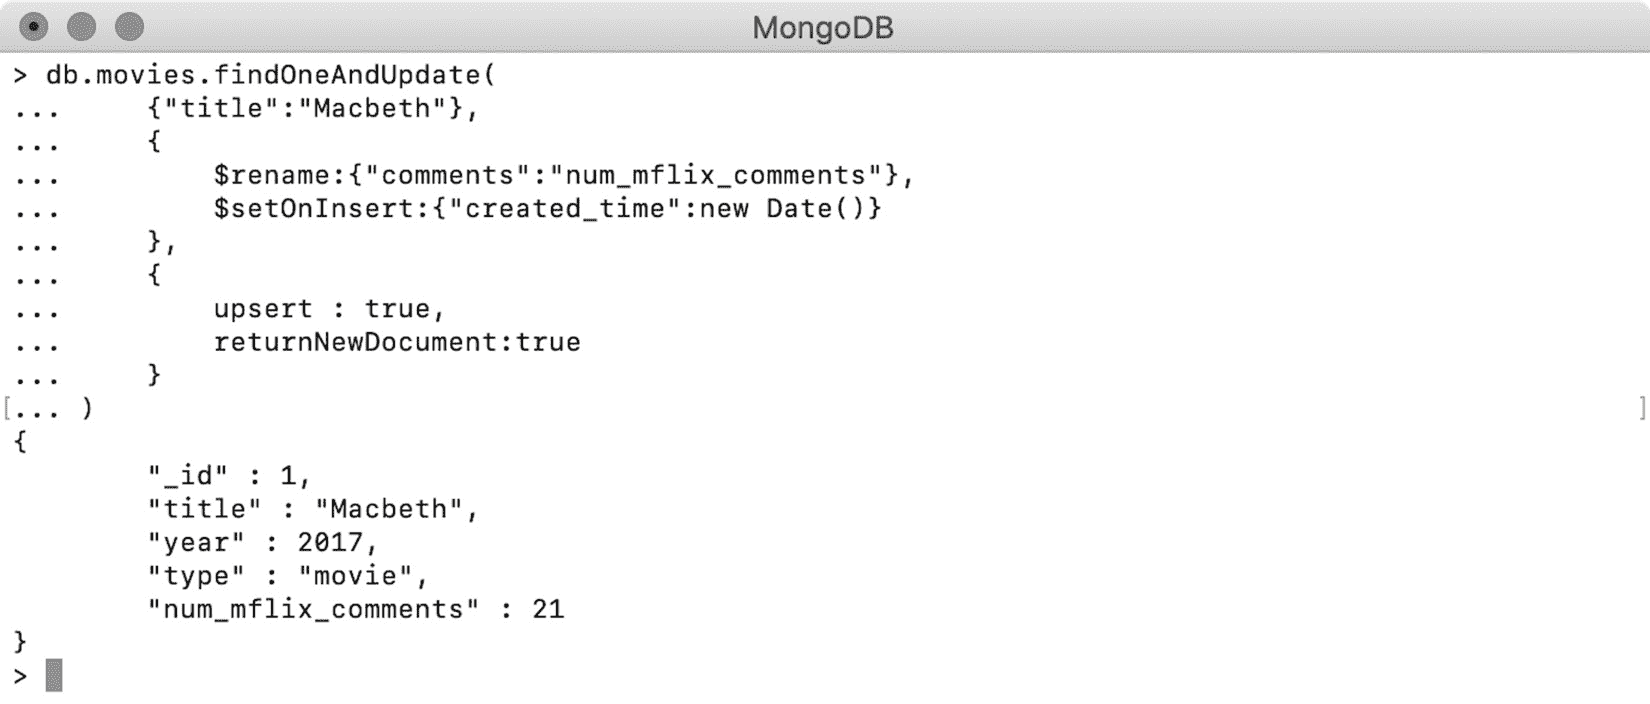 MongoDB
> db.movies.findOneAndUpdate(
...     {"title":"Macbeth"},
...     {
...         $rename:{"comments":"num_mflix_comments"},
...         $setOnInsert:{"created_time":new Date()}
...     },
...     {
...         upsert : true,
...         returnNewDocument:true
...     }
[... ) ]
{
        "_id" : 1,
        "title" : "Macbeth",
        "year" : 2017,
        "type" : "movie",
        "num_mflix_comments" : 21
}
>